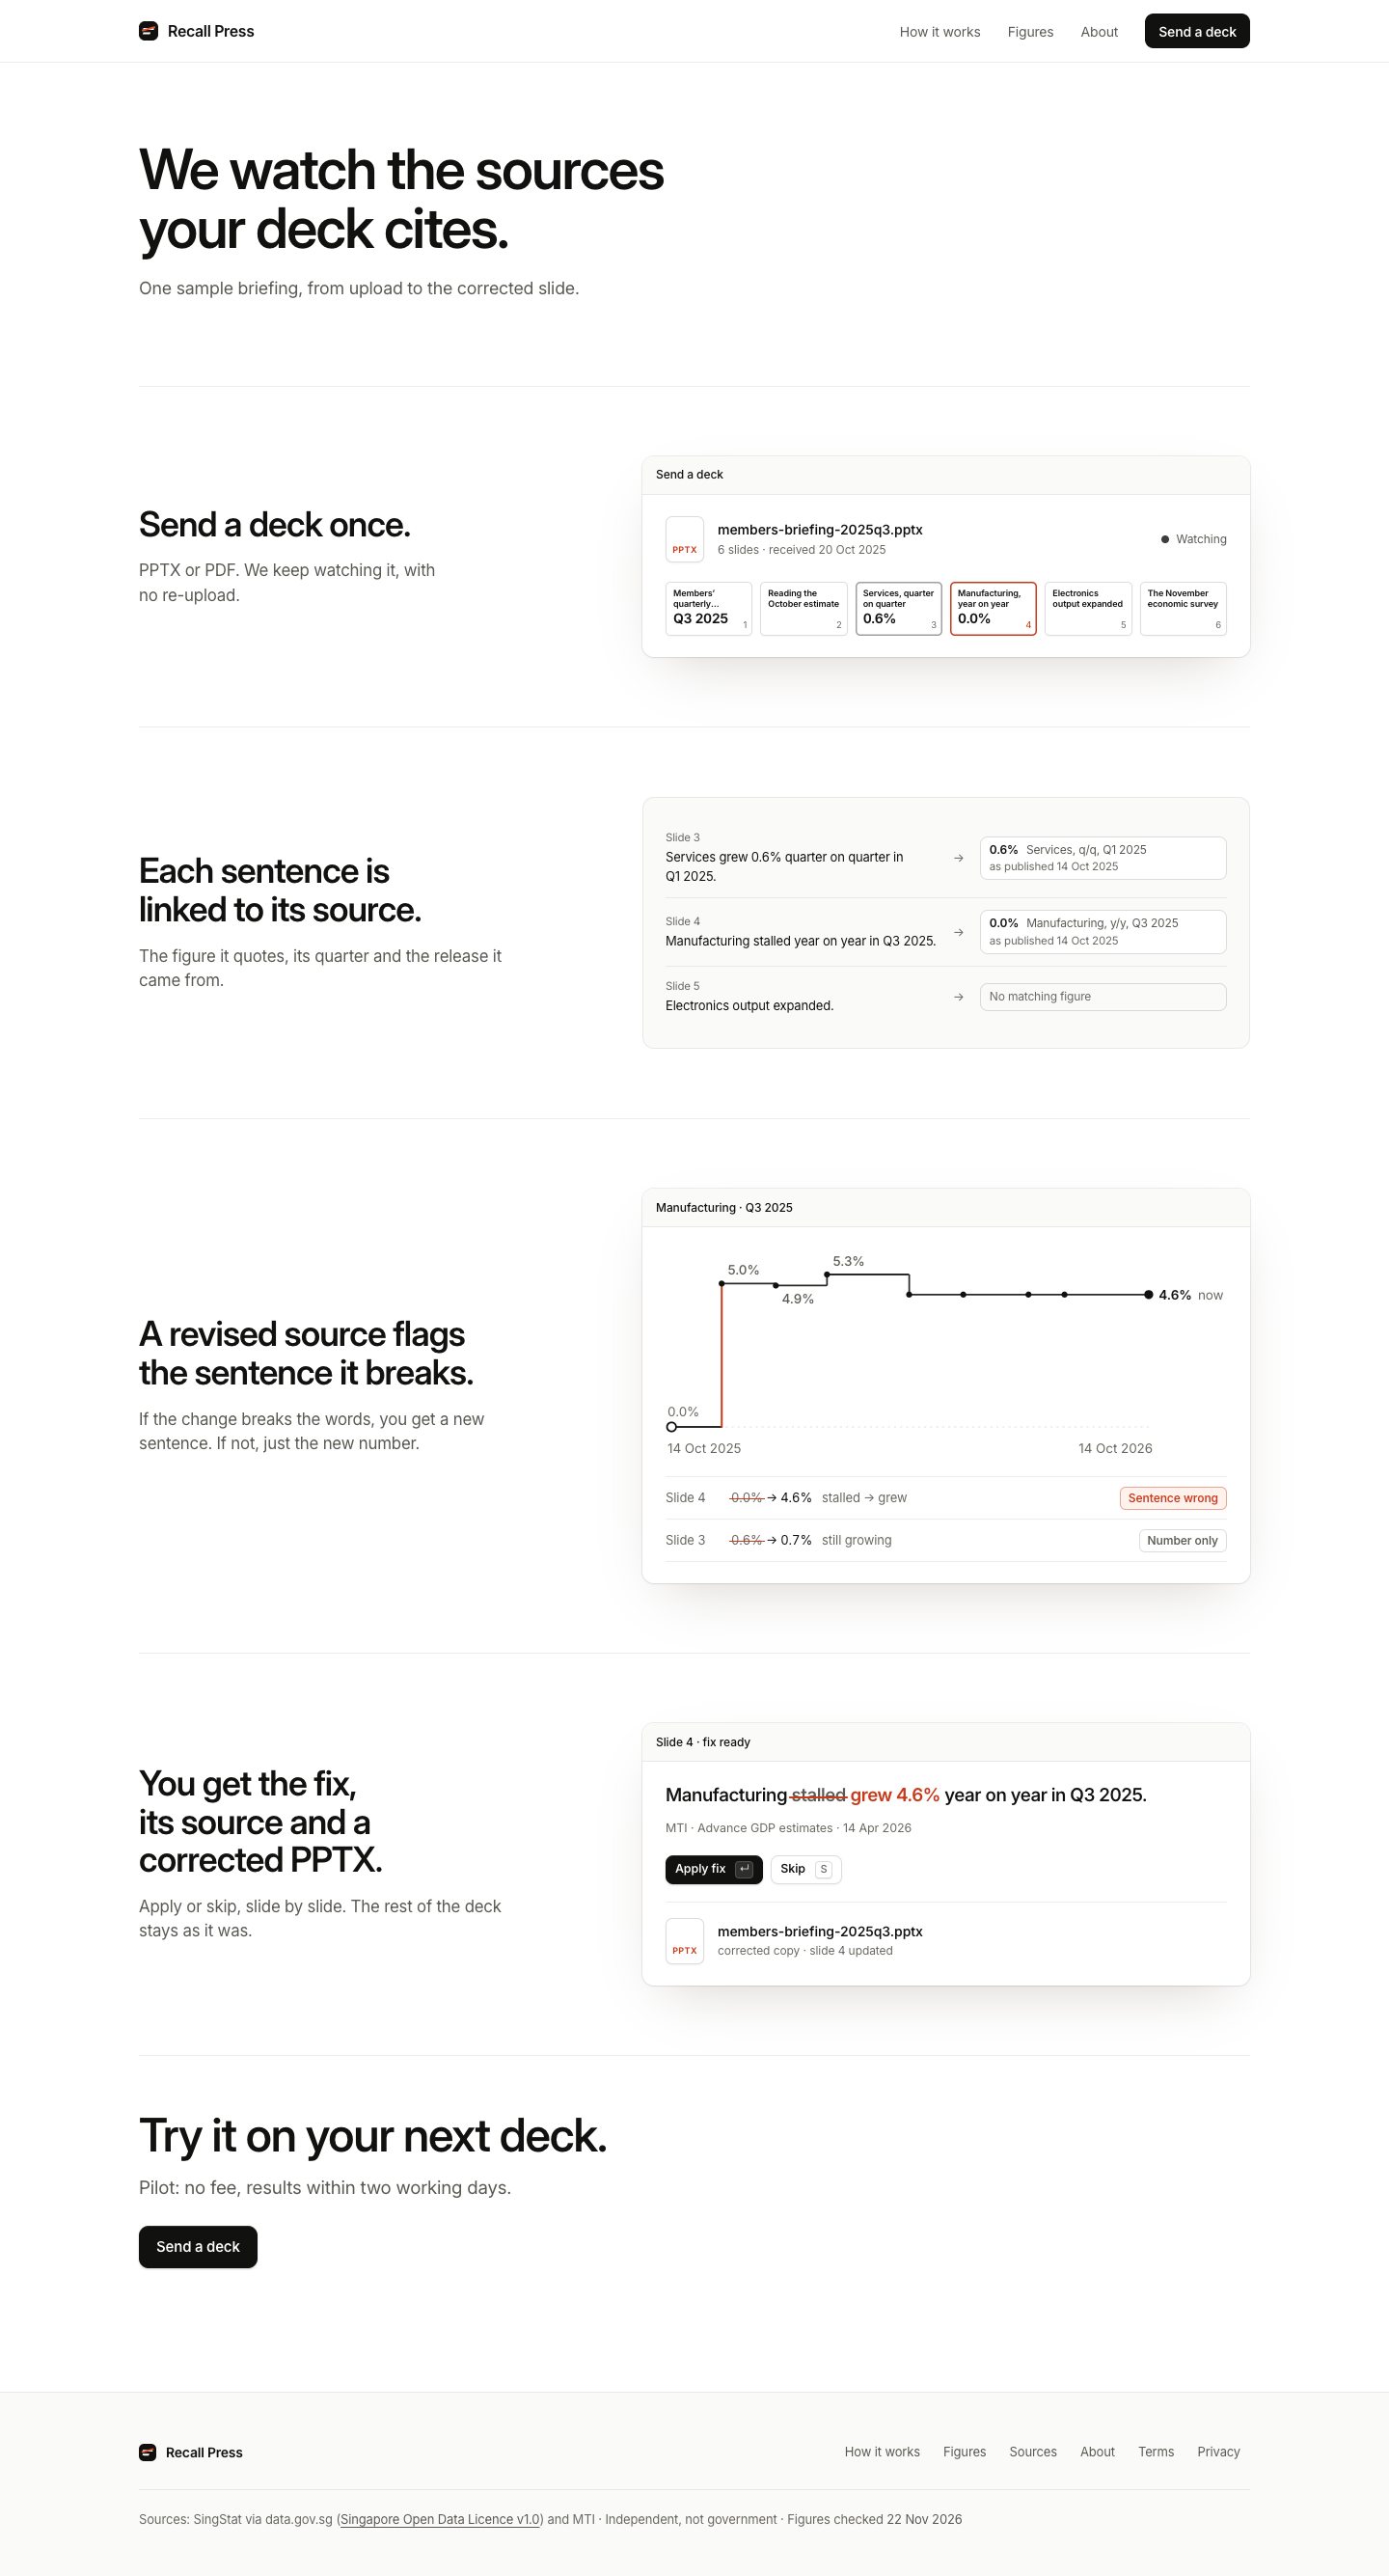 Recall Press
How it works Figures About Send a deck
We watch the sources
your deck cites.
One sample briefing, from upload to the corrected slide.
Send a deck once.
PPTX or PDF. We keep watching it, with
no re-upload.
Send a deck
PPTX
members-briefing-2025q3.pptx
6 slides · received 20 Oct 2025
Watching
Members'
quarterly…
Q3 2025
1
Reading the
October estimate
2
Services, quarter
on quarter
0.6%
3
Manufacturing,
year on year
0.0%
4
Electronics
output expanded
5
The November
economic survey
6
Each sentence is
linked to its source.
The figure it quotes, its quarter and the release it
came from.
Slide 3
Services grew 0.6% quarter on quarter in
Q1 2025.
→
0.6% Services, q/q, Q1 2025
as published 14 Oct 2025
Slide 4
Manufacturing stalled year on year in Q3 2025.
→
0.0% Manufacturing, y/y, Q3 2025
as published 14 Oct 2025
Slide 5
Electronics output expanded.
→
No matching figure
A revised source flags
the sentence it breaks.
If the change breaks the words, you get a new
sentence. If not, just the new number.
Manufacturing · Q3 2025
5.0%
4.9%
5.3%
4.6% now
0.0%
14 Oct 2025
14 Oct 2026
Slide 4 0.0% → 4.6% stalled → grew Sentence wrong
Slide 3 0.6% → 0.7% still growing Number only
You get the fix,
its source and a
corrected PPTX.
Apply or skip, slide by slide. The rest of the deck
stays as it was.
Slide 4 · fix ready
Manufacturing stalled grew 4.6% year on year in Q3 2025.
MTI · Advance GDP estimates · 14 Apr 2026
Apply fix ↵ Skip S
PPTX
members-briefing-2025q3.pptx
corrected copy · slide 4 updated
Try it on your next deck.
Pilot: no fee, results within two working days.
Send a deck
Recall Press
How it works Figures Sources About Terms Privacy
Sources: SingStat via data.gov.sg (Singapore Open Data Licence v1.0) and MTI · Independent, not government · Figures checked 22 Nov 2026